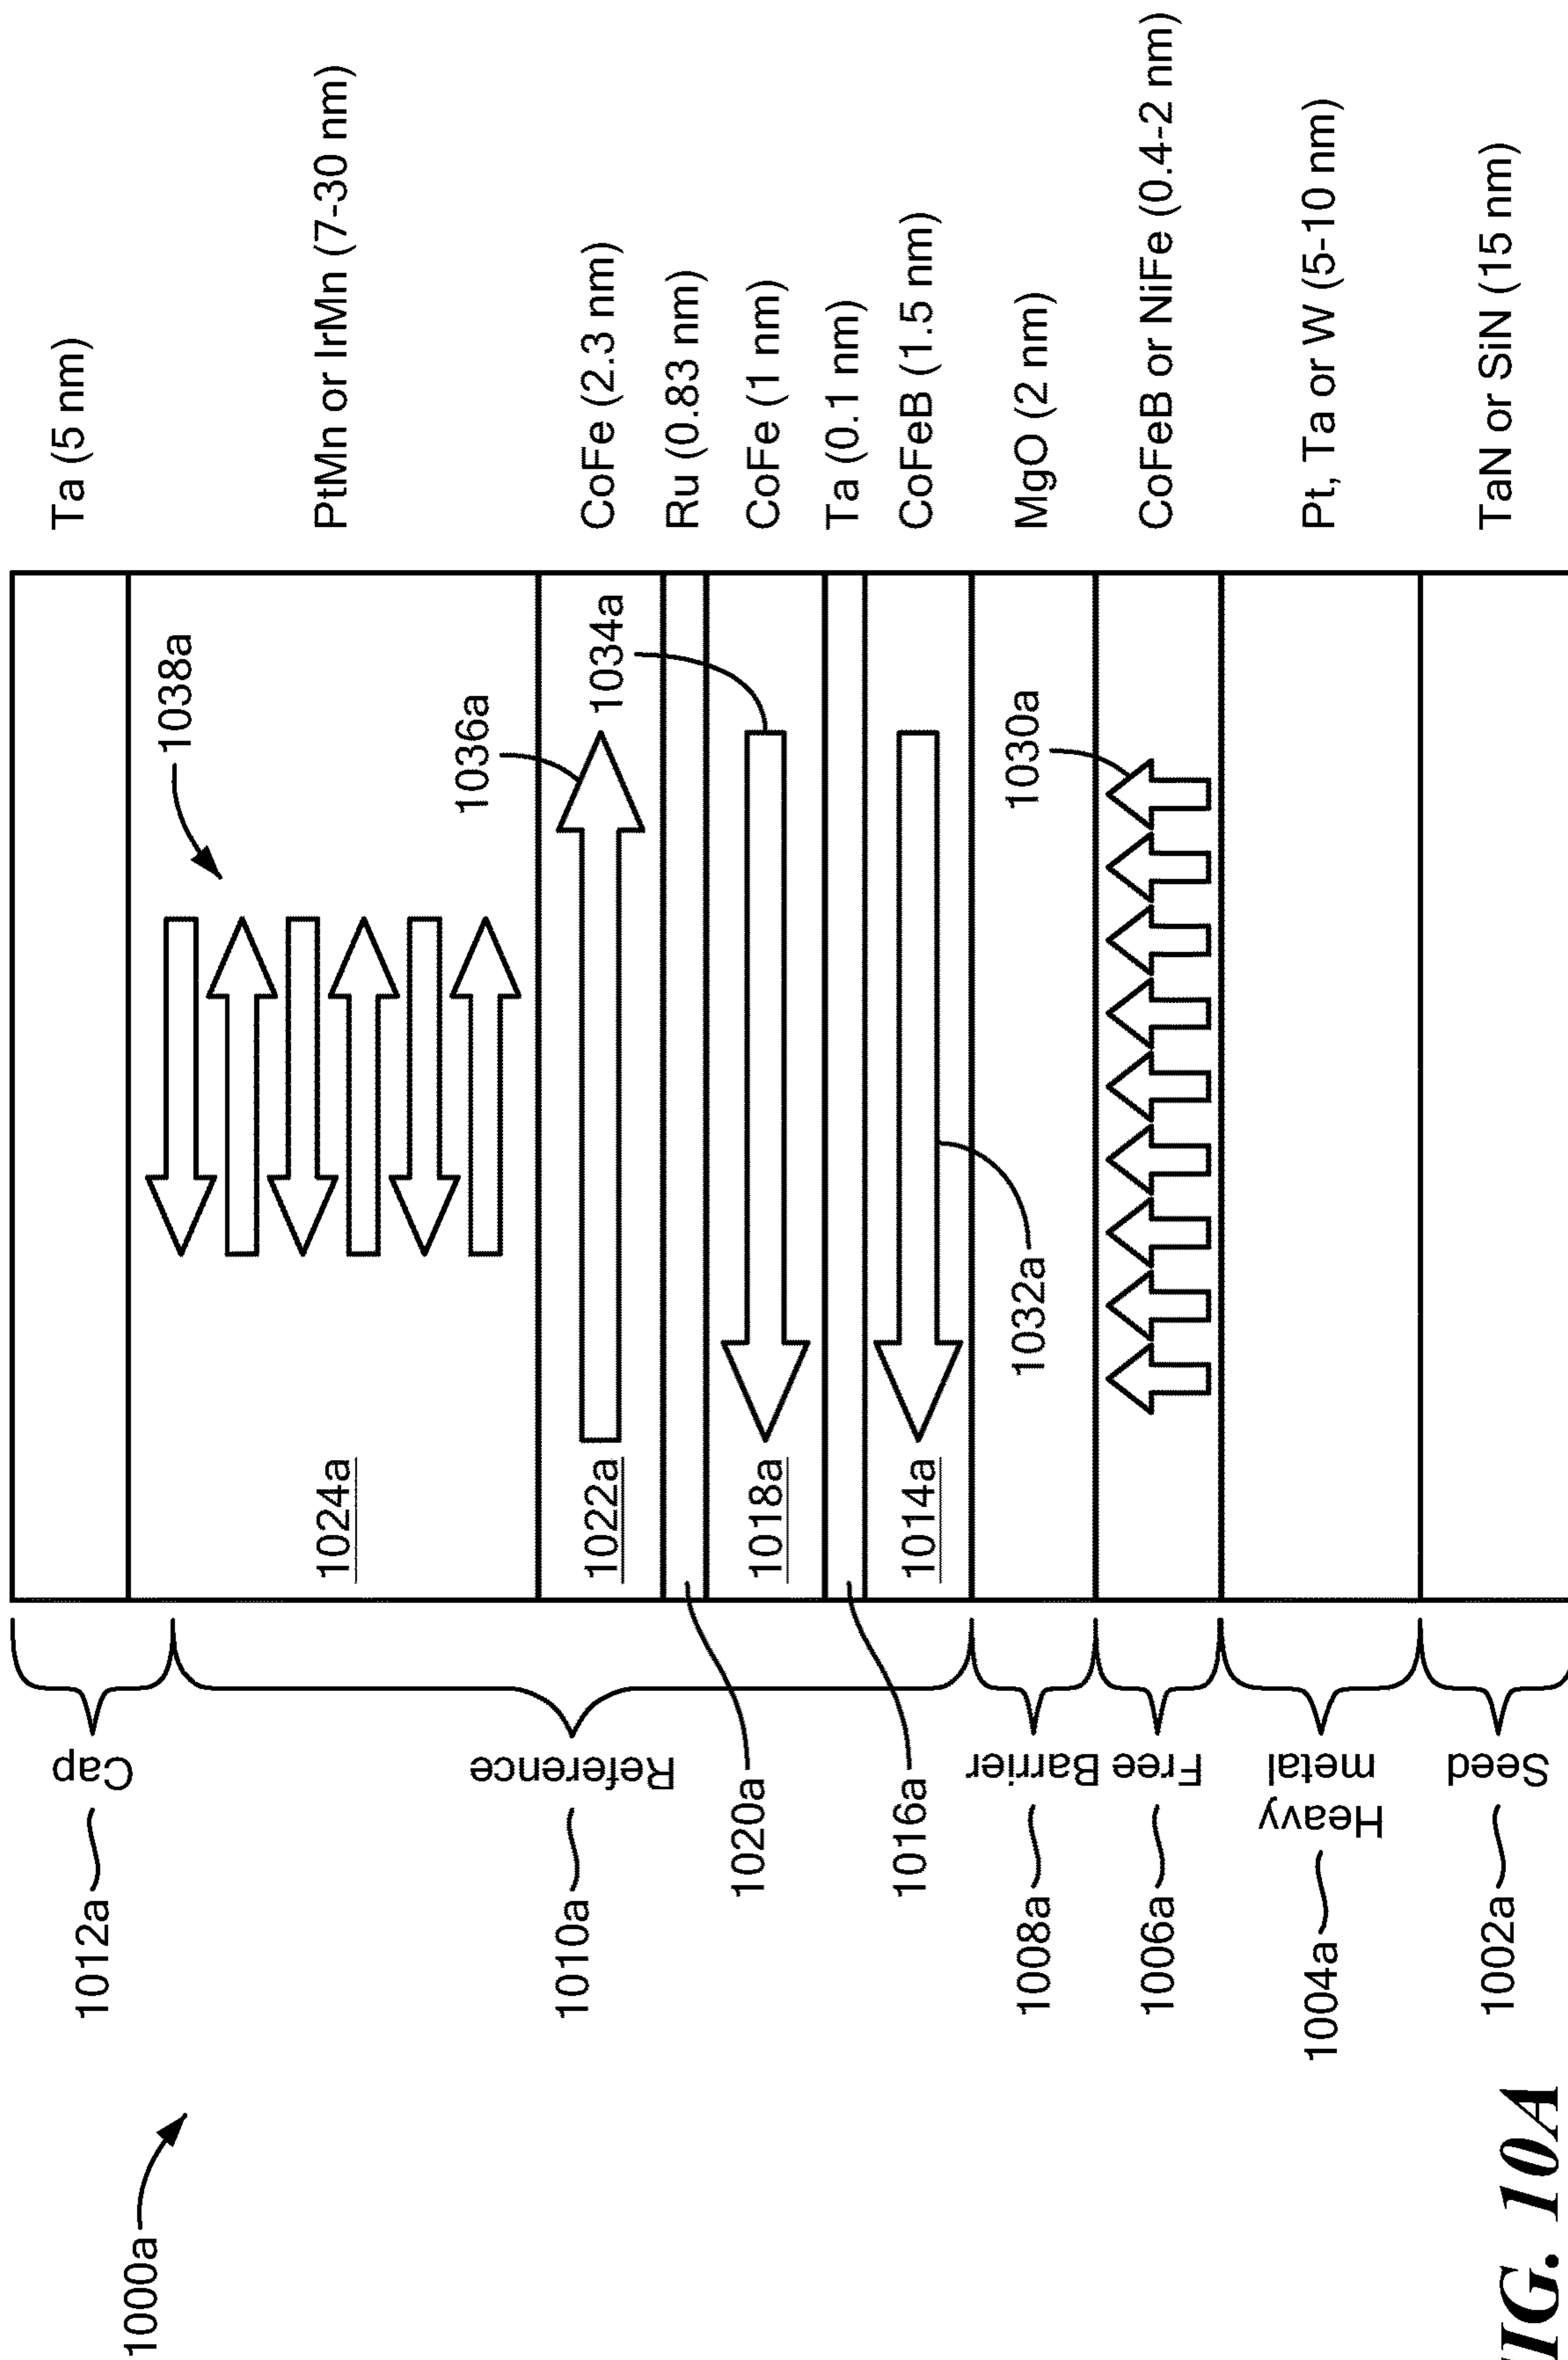 1000a
1012a
Cap
Ta (5 nm)
1038a
1024a
PtMn or IrMn (7-30 nm)
1010a
Reference
1036a
1022a
CoFe (2.3 nm)
1034a
1020a
Ru (0.83 nm)
1018a
CoFe (1 nm)
1016a
Ta (0.1 nm)
1014a
CoFeB (1.5 nm)
1032a
1008a
Barrier
MgO (2 nm)
1030a
1006a
Free
CoFeB or NiFe (0.4-2 nm)
1004a
Heavy
metal
Pt, Ta or W (5-10 nm)
1002a
Seed
TaN or SiN (15 nm)
IG. 10A